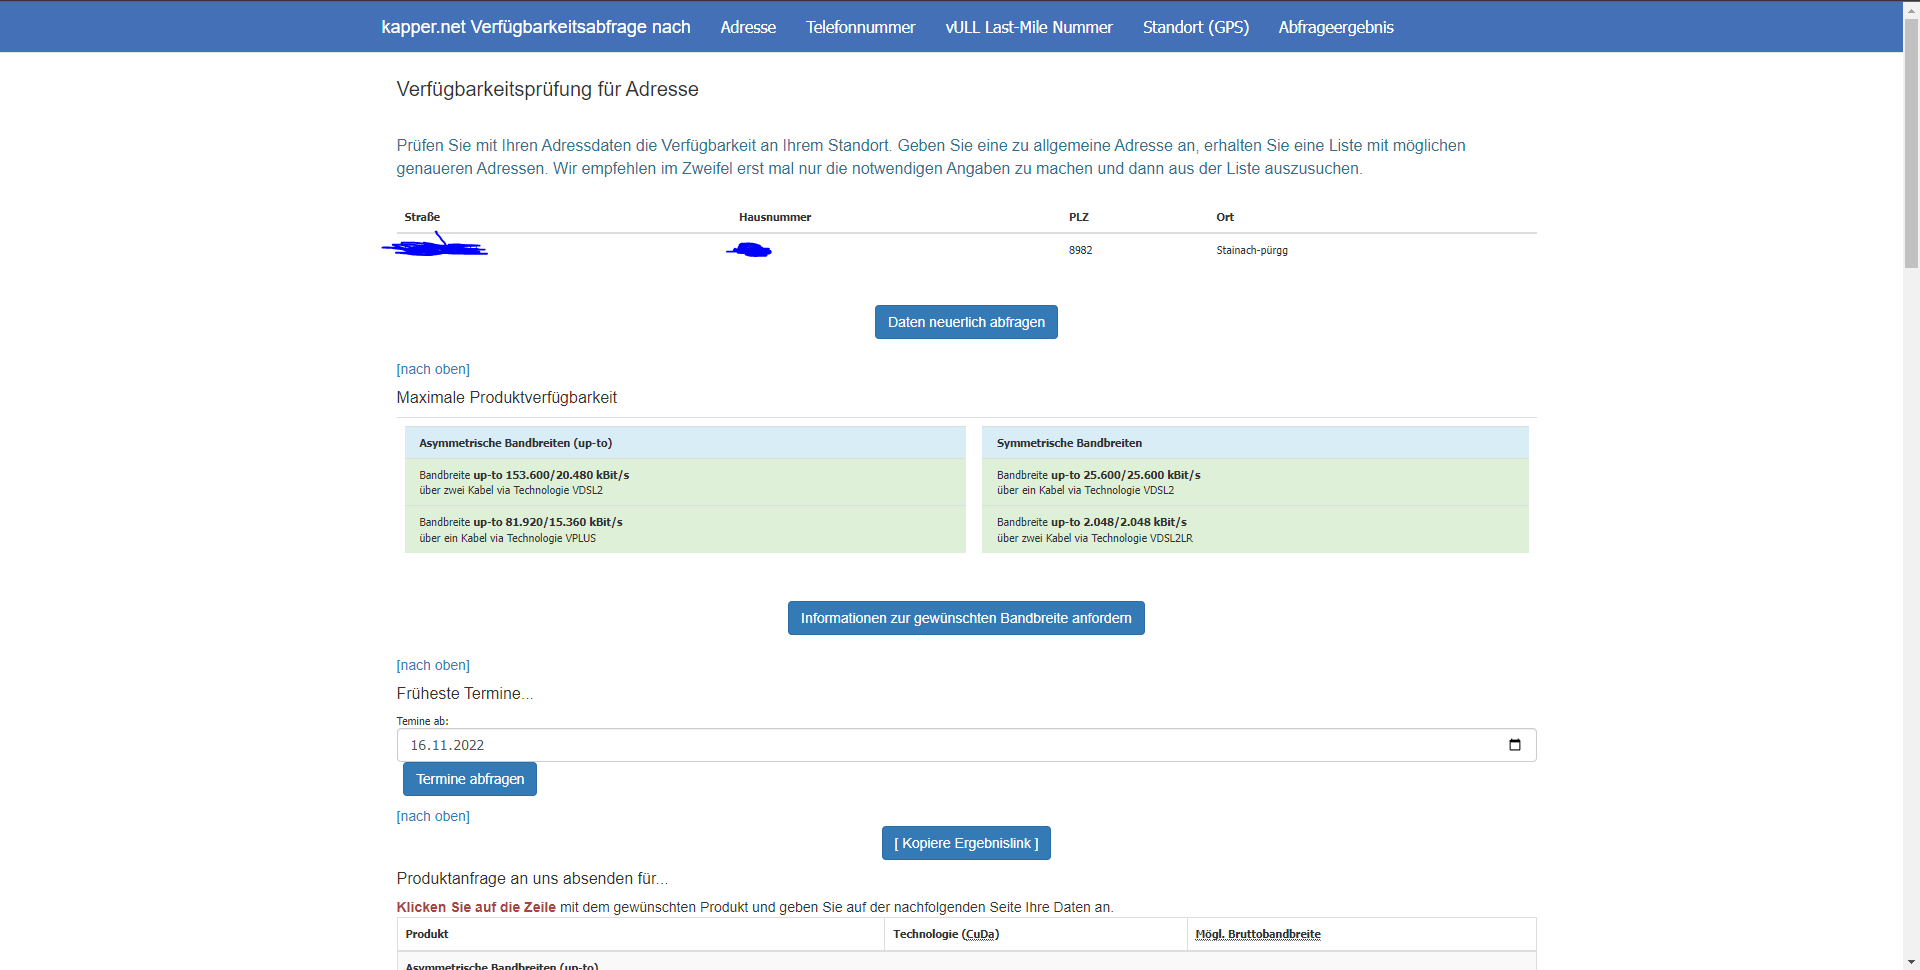 kapper.net Verfügbarkeitsabfrage nach Adresse Telefonnummer vULL Last-Mile Nummer Standort (GPS) Abfrageergebnis
Verfügbarkeitsprüfung für Adresse
Prüfen Sie mit Ihren Adressdaten die Verfügbarkeit an Ihrem Standort. Geben Sie eine zu allgemeine Adresse an, erhalten Sie eine Liste mit möglichen
genaueren Adressen. Wir empfehlen im Zweifel erst mal nur die notwendigen Angaben zu machen und dann aus der Liste auszusuchen.
Straße Hausnummer PLZ Ort
8982 Stainach-pürgg
Daten neuerlich abfragen
[nach oben]
Maximale Produktverfügbarkeit
Asymmetrische Bandbreiten (up-to)
Bandbreite up-to 153.600/20.480 kBit/s
über zwei Kabel via Technologie VDSL2
Bandbreite up-to 81.920/15.360 kBit/s
über ein Kabel via Technologie VPLUS
Symmetrische Bandbreiten
Bandbreite up-to 25.600/25.600 kBit/s
über ein Kabel via Technologie VDSL2
Bandbreite up-to 2.048/2.048 kBit/s
über zwei Kabel via Technologie VDSL2LR
Informationen zur gewünschten Bandbreite anfordern
[nach oben]
Früheste Termine...
Temine ab:
16.11.2022
Termine abfragen
[nach oben]
[ Kopiere Ergebnislink ]
Produktanfrage an uns absenden für...
Klicken Sie auf die Zeile mit dem gewünschten Produkt und geben Sie auf der nachfolgenden Seite Ihre Daten an.
Produkt Technologie (CuDa) Mögl. Bruttobandbreite
Asymmetrische Bandbreiten (up-to)